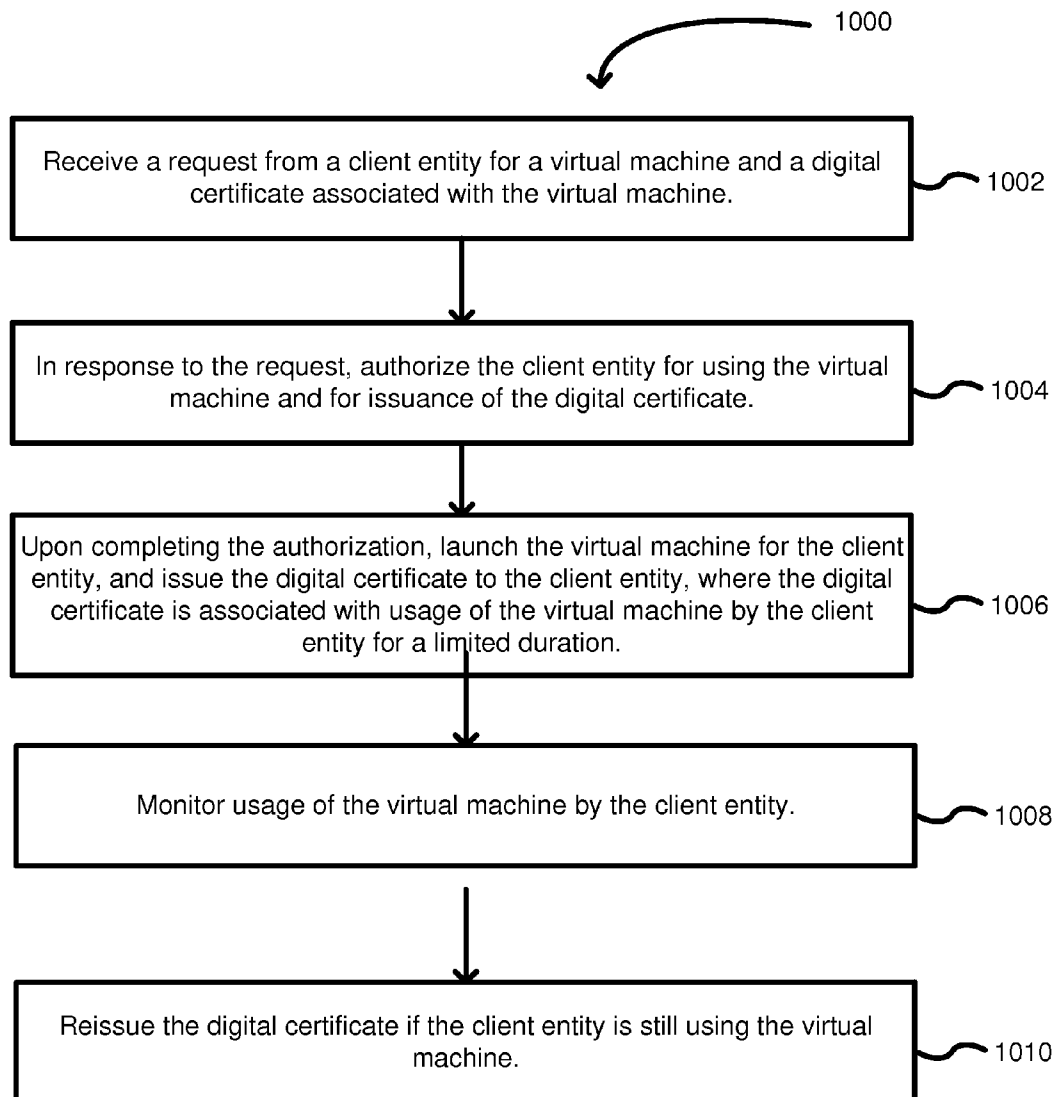 1000
Receive a request from a client entity for a virtual machine and a digital
certificate associated with the virtual machine.
1002
In response to the request, authorize the client entity for using the virtual
machine and for issuance of the digital certificate.
1004
Upon completing the authorization, launch the virtual machine for the client
entity, and issue the digital certificate to the client entity, where the digital
certificate is associated with usage of the virtual machine by the client
entity for a limited duration.
1006
Monitor usage of the virtual machine by the client entity.
1008
Reissue the digital certificate if the client entity is still using the virtual
machine.
1010